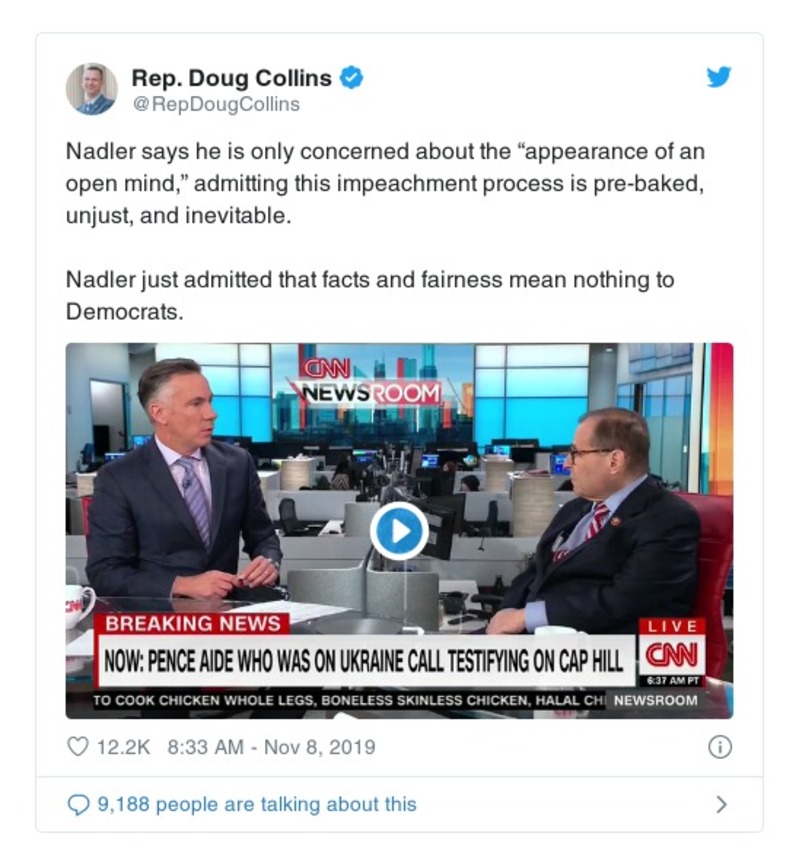 Rep. Doug Collins
@RepDougCollins
Nadler says he is only concerned about the “appearance of an
open mind,” admitting this impeachment process is pre-baked,
unjust, and inevitable.
Nadler just admitted that facts and fairness mean nothing to
Democrats.
CNN
NEWSROOM
CNN
BREAKING NEWS
LIVE
NOW: PENCE AIDE WHO WAS ON UKRAINE CALL TESTIFYING ON CAP HILL
CNN
6:37 AM PT
TO COOK CHICKEN WHOLE LEGS, BONELESS SKINLESS CHICKEN, HALAL CHI NEWSROOM
12.2K 8:33 AM - Nov 8, 2019
9,188 people are talking about this